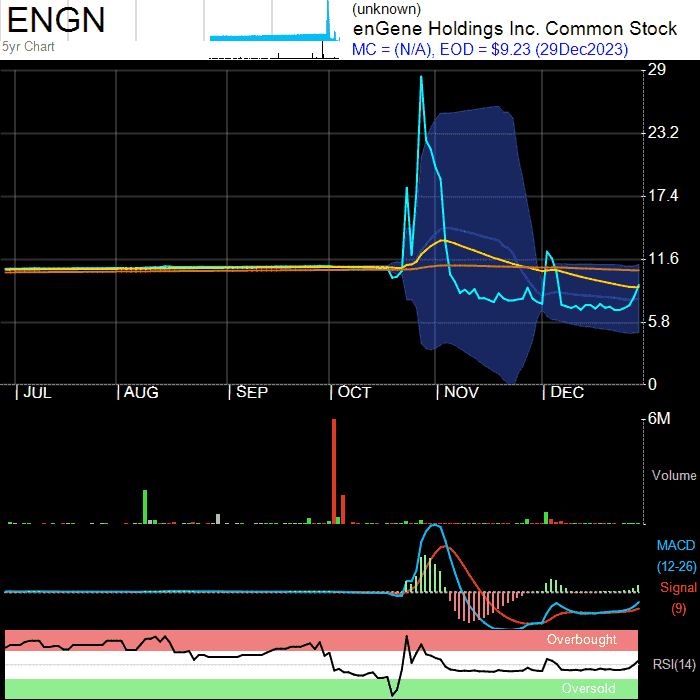 ENGN
5yr Chart
(unknown)
enGene Holdings Inc. Common Stock
MC = (N/A), EOD = $9.23 (29Dec2023)
29
23.2
17.4
11.6
5.8
0
JUL AUG SEP OCT NOV DEC
6M
Volume
MACD
(12-26)
Signal
(9)
Overbought
RSI(14)
Oversold